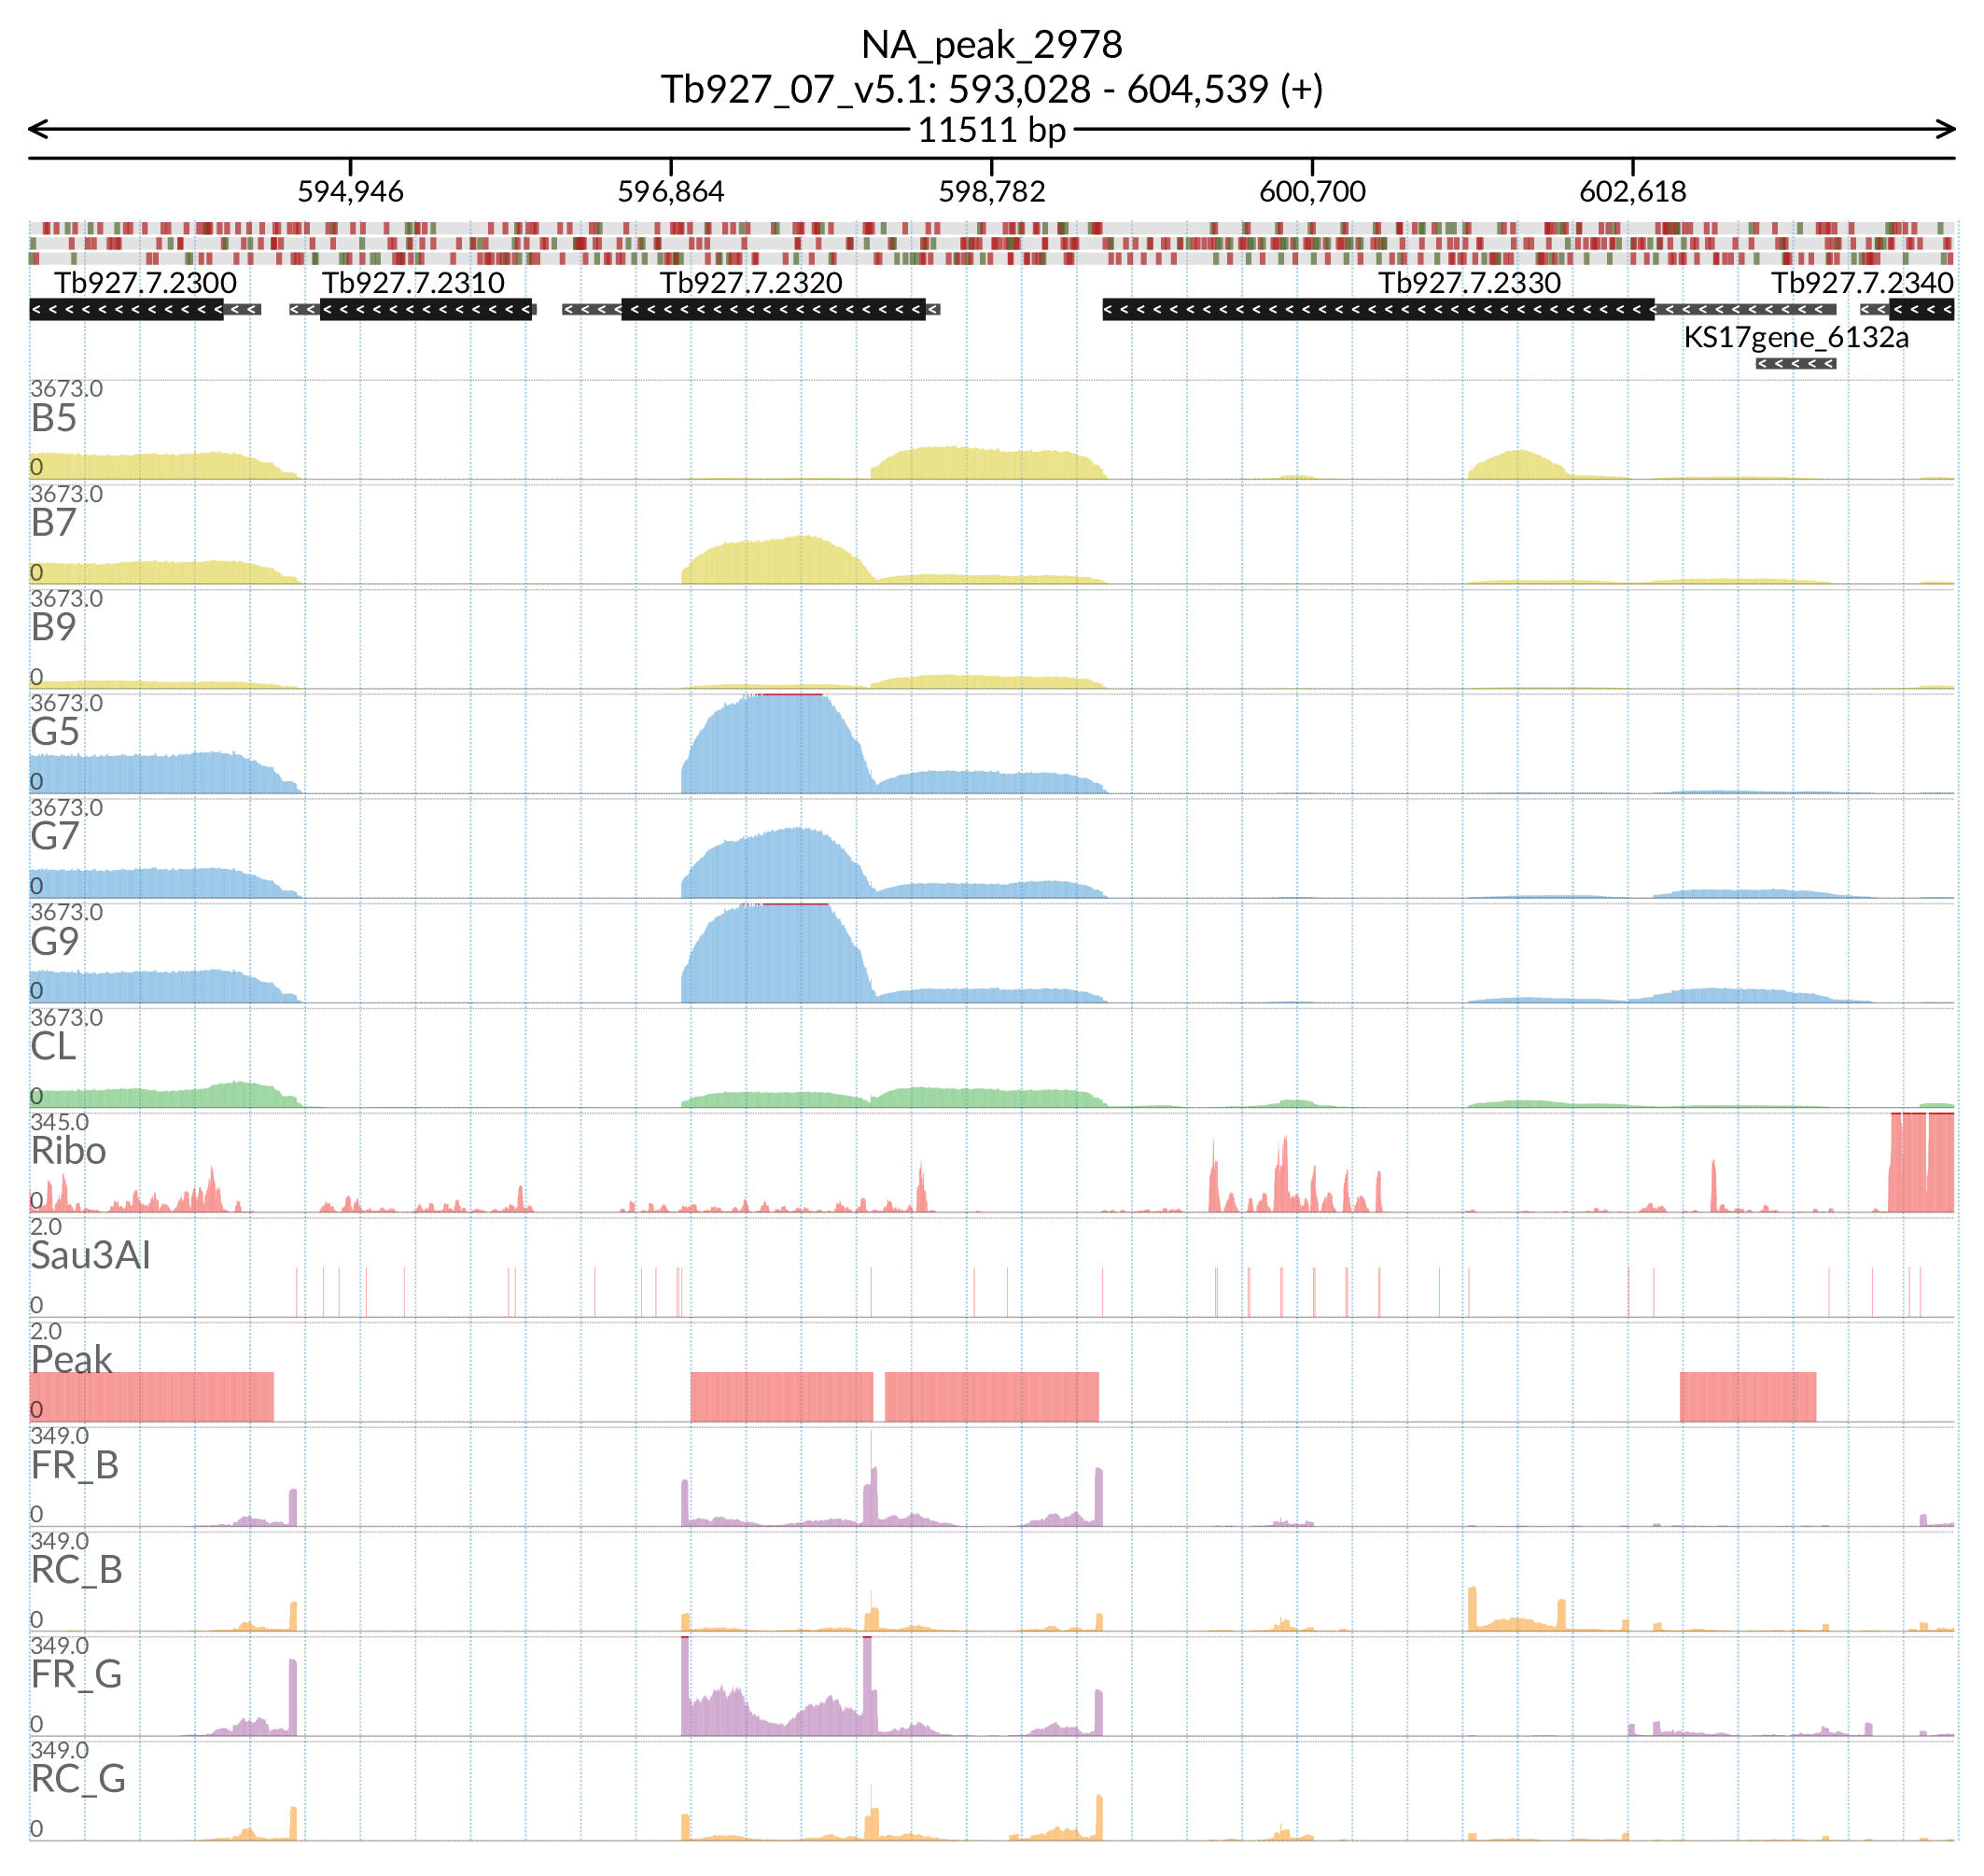 NA_peak_2978
Tb927_07_v5.1: 593,028 - 604,539 (+)
11511 bp
594,946 596,864 598,782 600,700 602,618
Tb927.7.2300 Tb927.7.2310 Tb927.7.2320 Tb927.7.2330 Tb927.7.2340
KS17gene_6132a
3673.0
B5
0
3673.0
B7
0
3673.0
B9
0
3673.0
G5
0
3673.0
G7
0
3673.0
G9
0
3673.0
CL
0
345.0
Ribo
0
2.0
Sau3AI
0
2.0
Peak
0
349.0
FR_B
0
349.0
RC_B
0
349.0
FR_G
0
349.0
RC_G
0